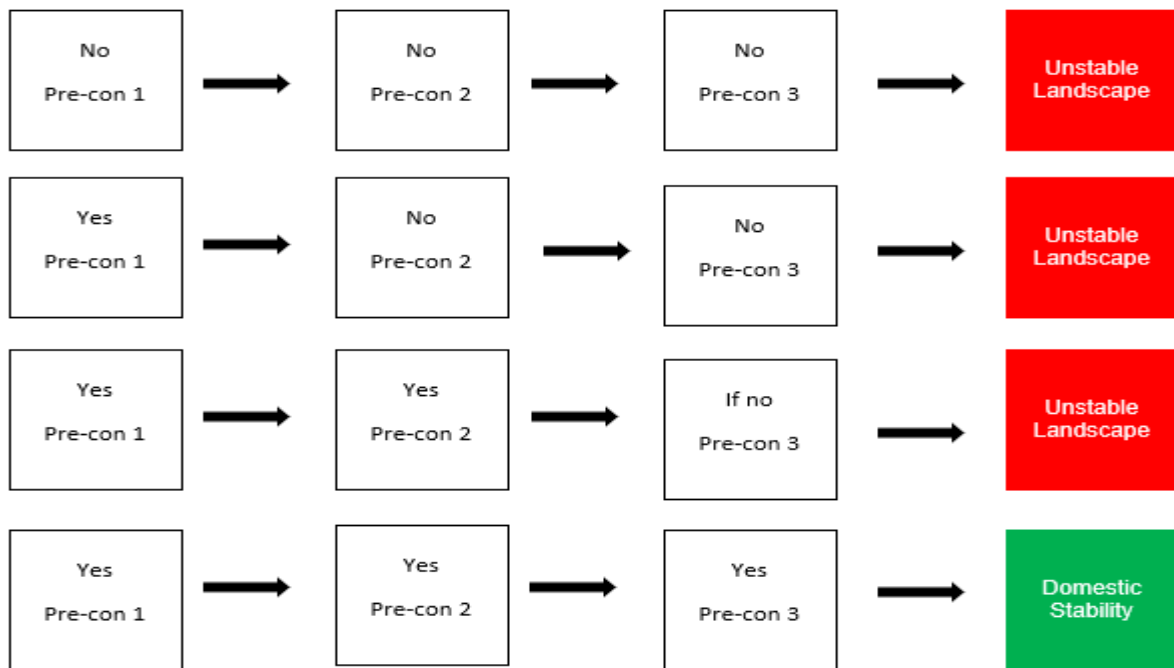 No
Pre-con 1
No
Pre-con 2
No
Pre-con 3
Unstable
Landscape
Yes
Pre-con 1
No
Pre-con 2
No
Pre-con 3
Unstable
Landscape
Yes
Pre-con 1
Yes
Pre-con 2
If no
Pre-con 3
Unstable
Landscape
Yes
Pre-con 1
Yes
Pre-con 2
Yes
Pre-con 3
Domestic
Stability